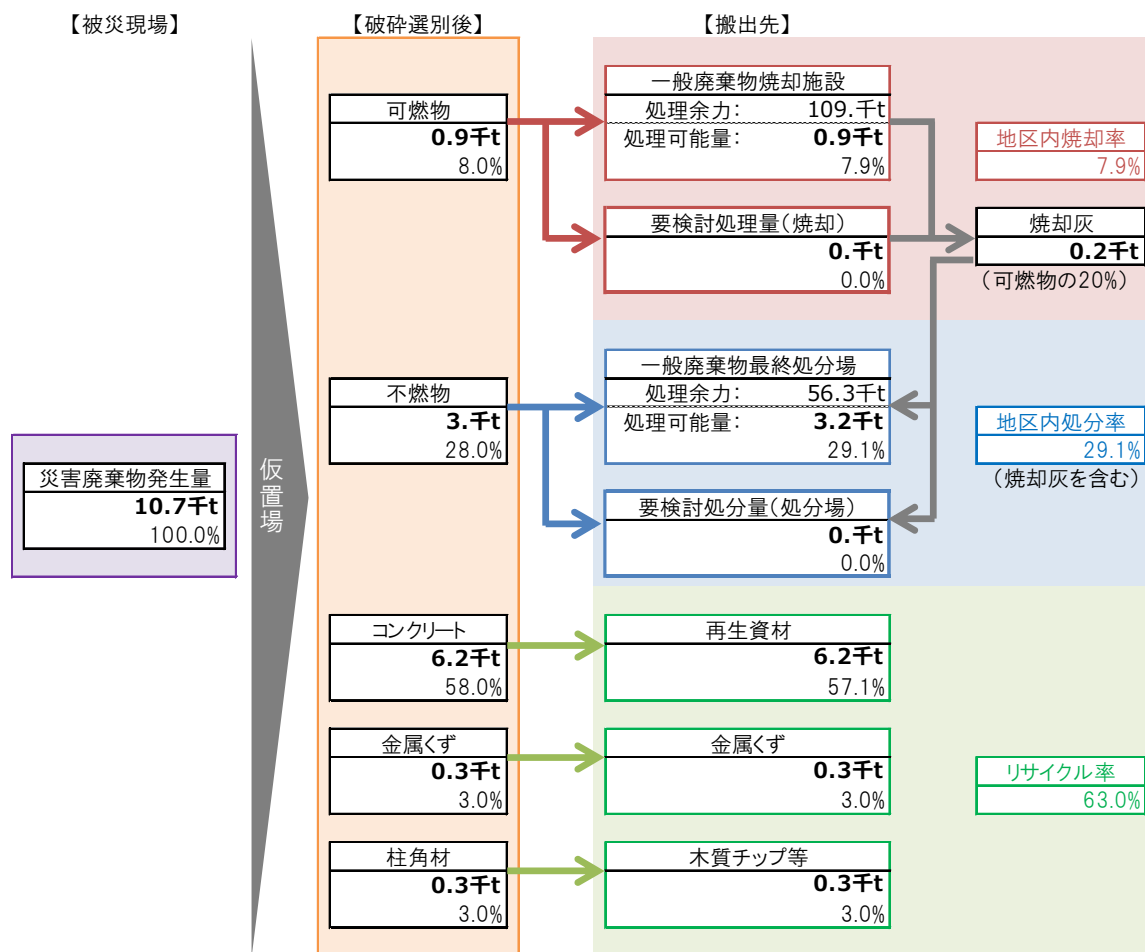 【被災現場】
【破砕選別後】
【搬出先】
災害廃棄物発生量
10.7千t
100.0%
仮置場
可燃物
0.9千t
8.0%
不燃物
3.千t
28.0%
コンクリート
6.2千t
58.0%
金属くず
0.3千t
3.0%
柱角材
0.3千t
3.0%
一般廃棄物焼却施設
処理余力: 109.千t
処理可能量: 0.9千t
7.9%
要検討処理量(焼却)
0.千t
0.0%
一般廃棄物最終処分場
処理余力: 56.3千t
処理可能量: 3.2千t
29.1%
要検討処分量(処分場)
0.千t
0.0%
再生資材
6.2千t
57.1%
金属くず
0.3千t
3.0%
木質チップ等
0.3千t
3.0%
地区内焼却率
7.9%
焼却灰
0.2千t
(可燃物の20%)
地区内処分率
29.1%
(焼却灰を含む)
リサイクル率
63.0%